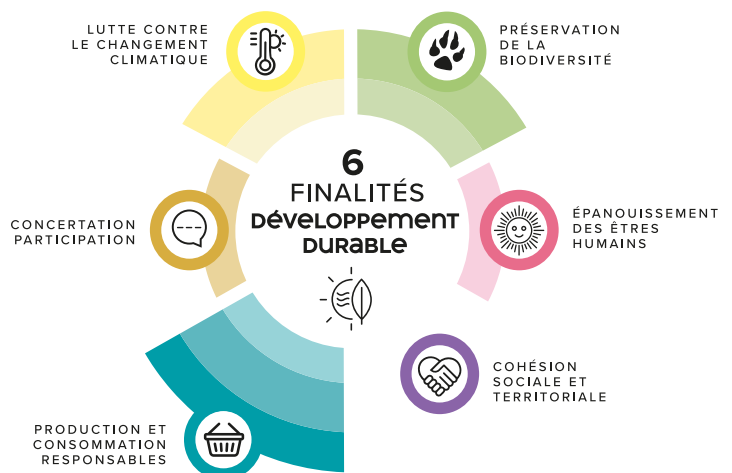 LUTTE CONTRE
LE CHANGEMENT
CLIMATIQUE
PRÉSERVATION
DE LA
BIODIVERSITÉ
6
FINALITÉS
DÉVELOPPEMENT
DURABLE
CONCERTATION
PARTICIPATION
ÉPANOUISSEMENT
DES ÊTRES
HUMAINS
COHÉSION
SOCIALE ET
TERRITORIALE
PRODUCTION ET
CONSOMMATION
RESPONSABLES